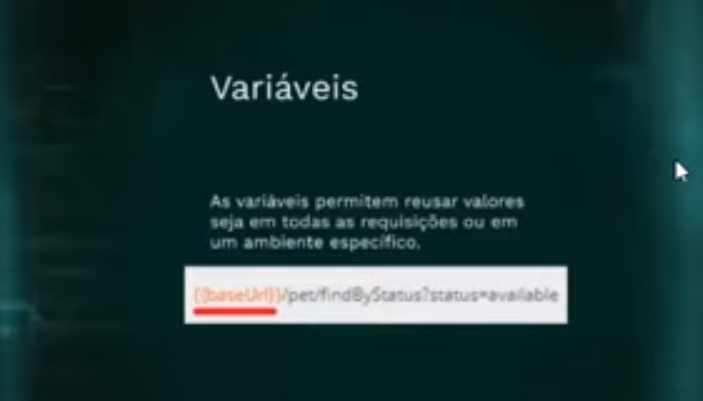 Variáveis
As variáveis permitem reusar valores
seja em todas as requisições ou em
um ambiente específico.
{{baseUrl}}/pet/findByStatus?status=available